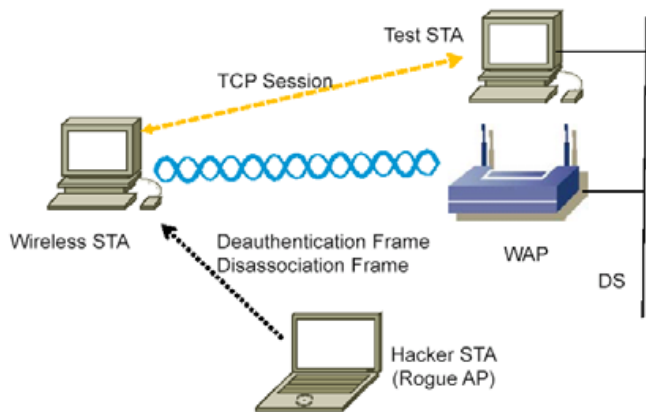 Test STA
TCP Session
Wireless STA
Deauthentication Frame
Disassociation Frame
WAP
DS
Hacker STA
(Rogue AP)